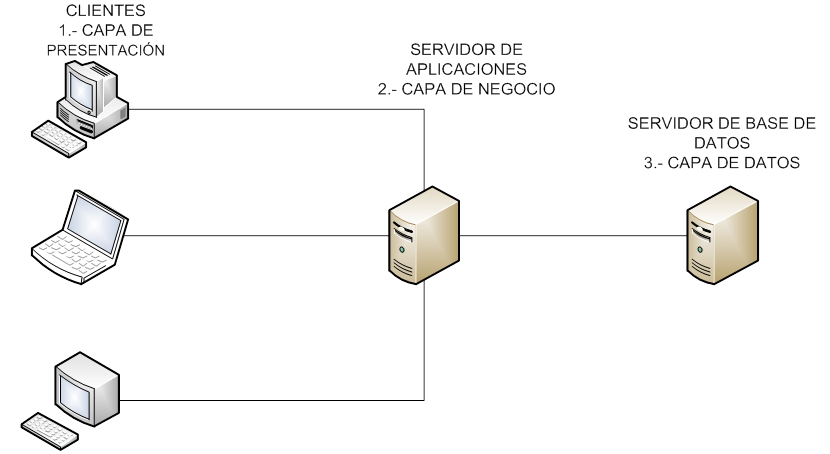 CLIENTES
1.- CAPA DE
PRESENTACIÓN
SERVIDOR DE
APLICACIONES
2.- CAPA DE NEGOCIO
SERVIDOR DE BASE DE
DATOS
3.- CAPA DE DATOS